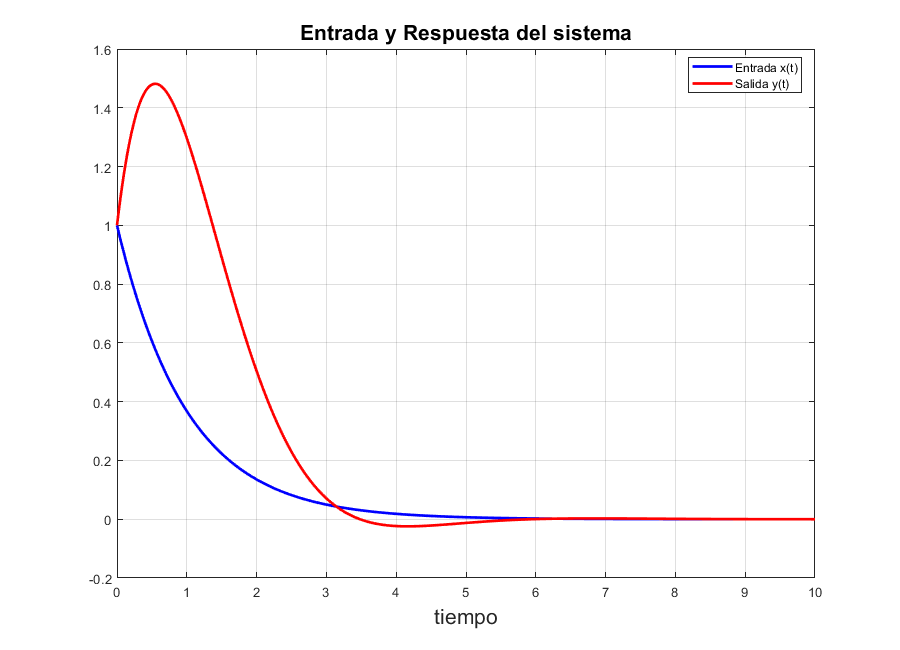 Entrada y Respuesta del sistema
Entrada x(t)
Salida y(t)
1.6
1.4
1.2
1
0.8
0.6
0.4
0.2
0
-0.2
0 1 2 3 4 5 6 7 8 9 10
tiempo